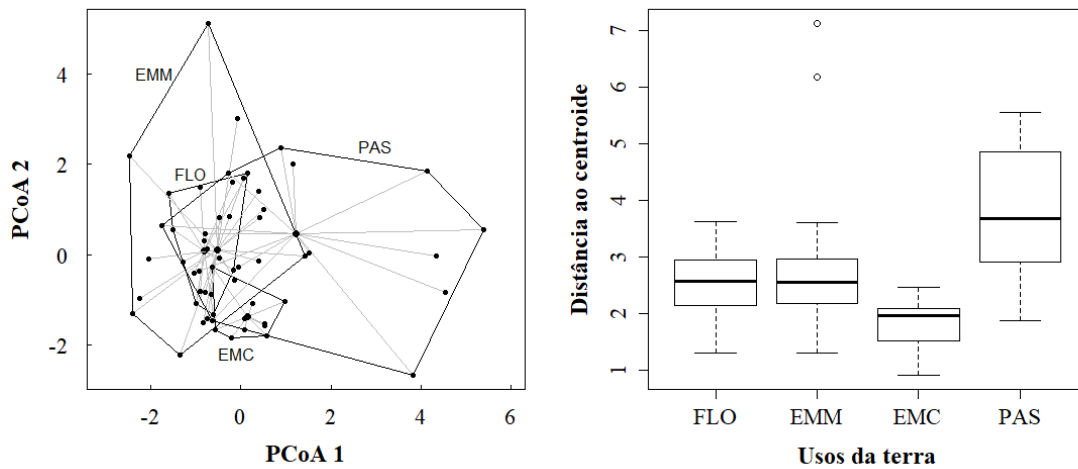 PCoA 2
4
2
0
-2
EMM
FLO
PAS
EMC
-2 0 2 4 6
PCoA 1
Distância ao centroide
7
6
5
4
3
2
1
FLO EMM EMC PAS
Usos da terra